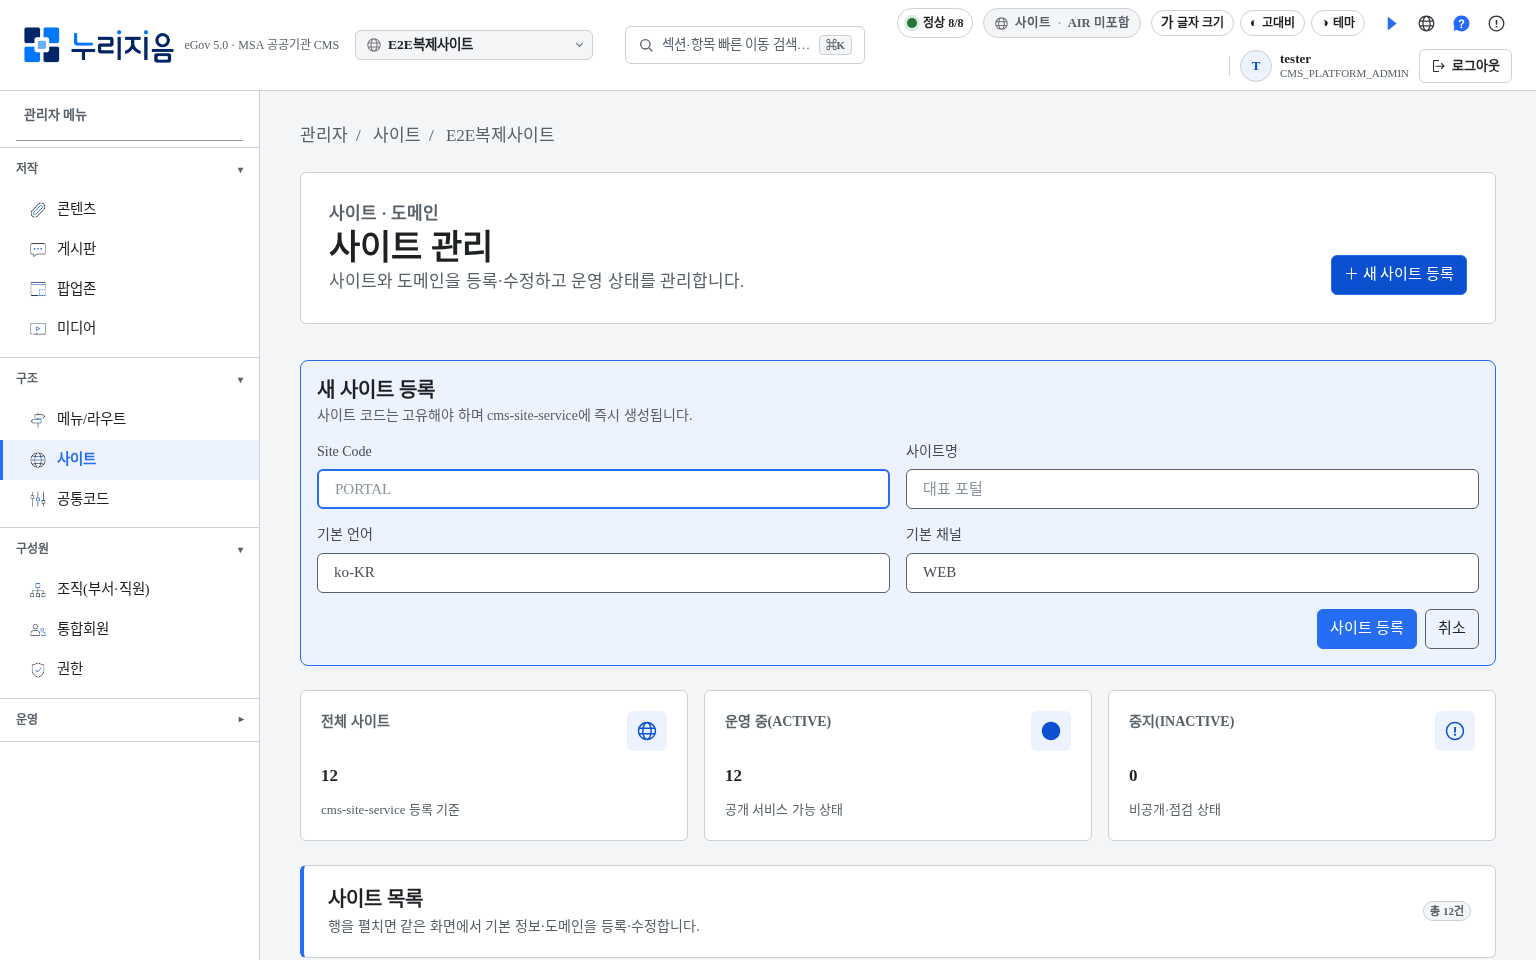 누리지음
eGov 5.0 · MSA 공공기관 CMS
E2E복제사이트
섹션·항목 빠른 이동 검색… ⌘K
정상 8/8
사이트 · AIR 미포함
가 글자 크기
고대비
테마
T
tester
CMS_PLATFORM_ADMIN
로그아웃
관리자 메뉴
저작
콘텐츠
게시판
팝업존
미디어
구조
메뉴/라우트
사이트
공통코드
구성원
조직(부서·직원)
통합회원
권한
운영
관리자 / 사이트 / E2E복제사이트
사이트 · 도메인
사이트 관리
사이트와 도메인을 등록·수정하고 운영 상태를 관리합니다.
+ 새 사이트 등록
새 사이트 등록
사이트 코드는 고유해야 하며 cms-site-service에 즉시 생성됩니다.
Site Code
PORTAL
사이트명
대표 포털
기본 언어
ko-KR
기본 채널
WEB
사이트 등록
취소
전체 사이트
12
cms-site-service 등록 기준
운영 중(ACTIVE)
12
공개 서비스 가능 상태
중지(INACTIVE)
0
비공개·점검 상태
사이트 목록
행을 펼치면 같은 화면에서 기본 정보·도메인을 등록·수정합니다.
총 12건